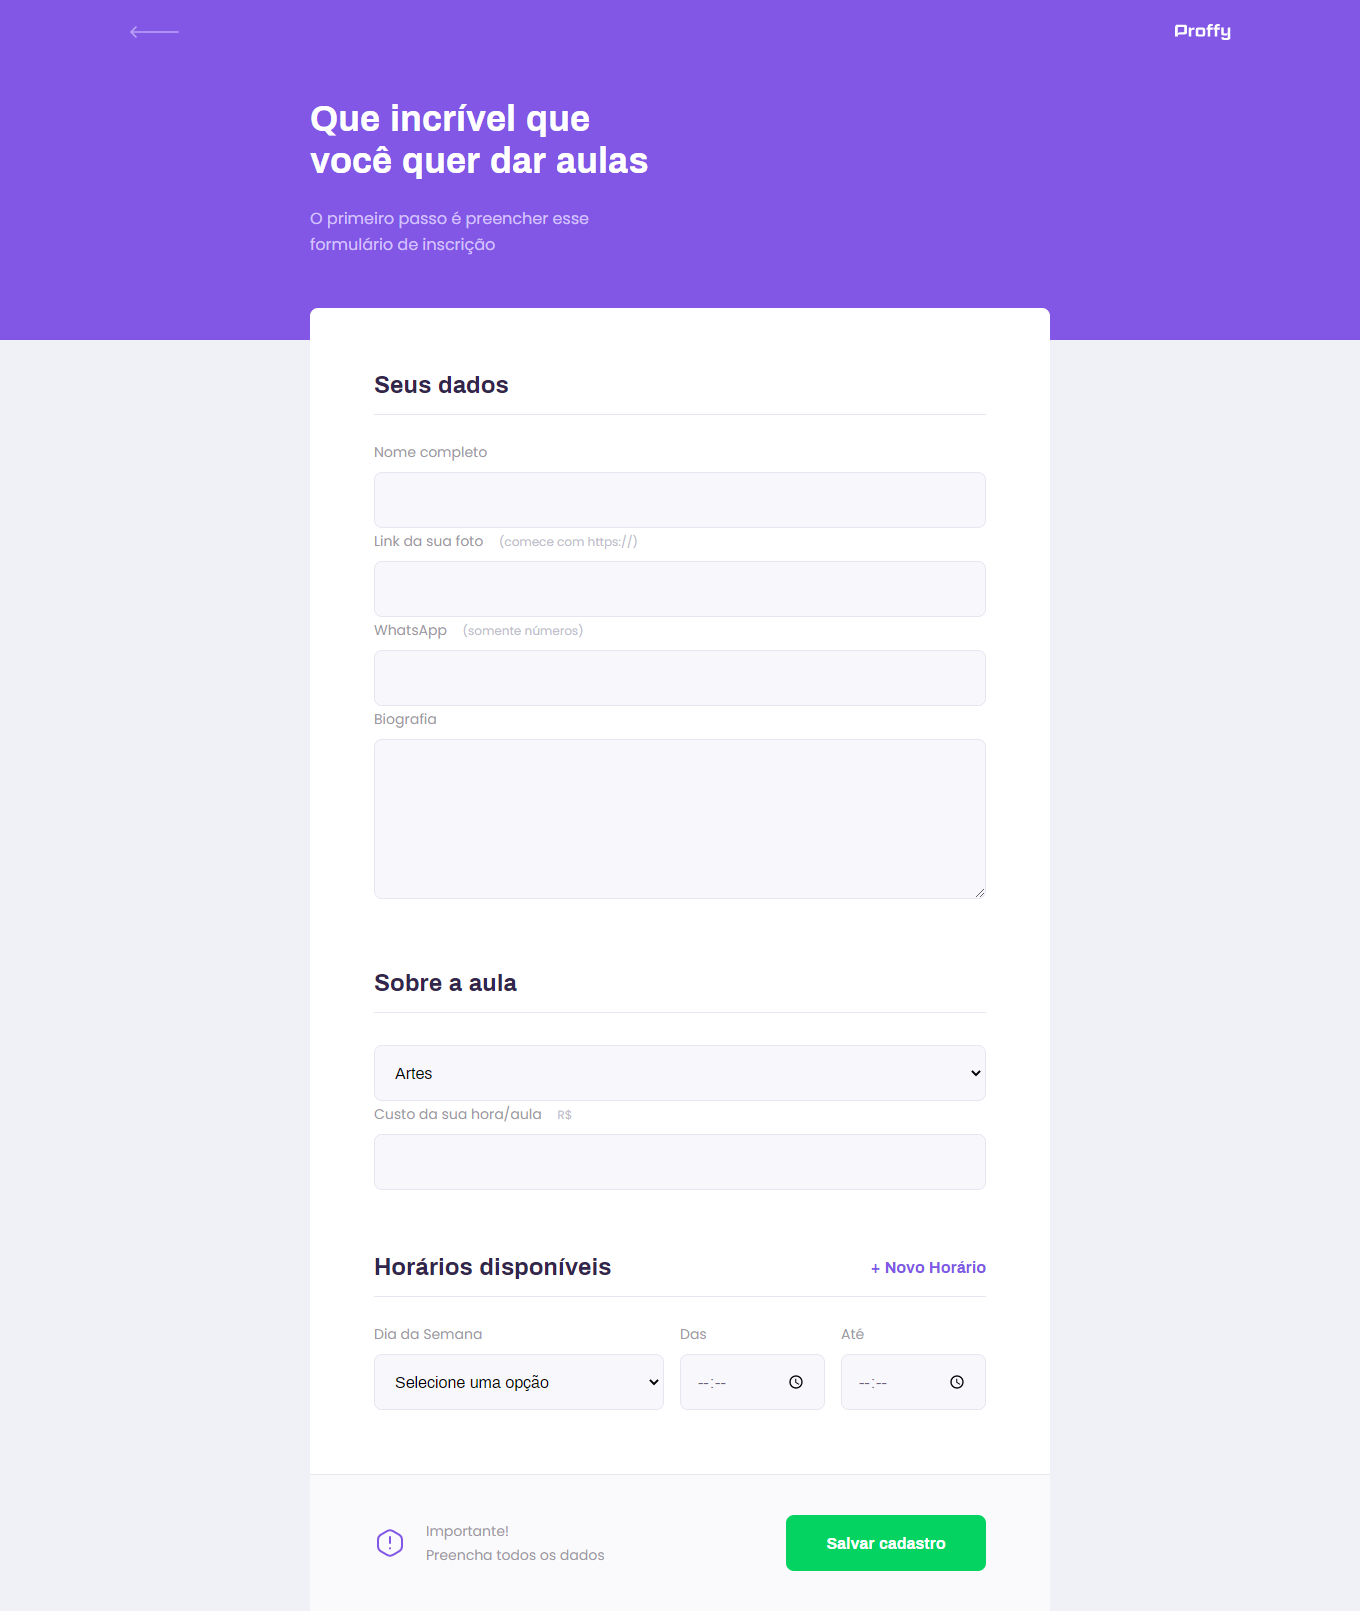 Proffy
Que incrível que
você quer dar aulas
O primeiro passo é preencher esse
formulário de inscrição
Seus dados
Nome completo
Link da sua foto (comece com https://)
WhatsApp (somente números)
Biografia
Sobre a aula
Artes
Custo da sua hora/aula R$
Horários disponíveis + Novo Horário
Dia da Semana Das Até
Selecione uma opção --:-- --:--
Importante!
Preencha todos os dados
Salvar cadastro